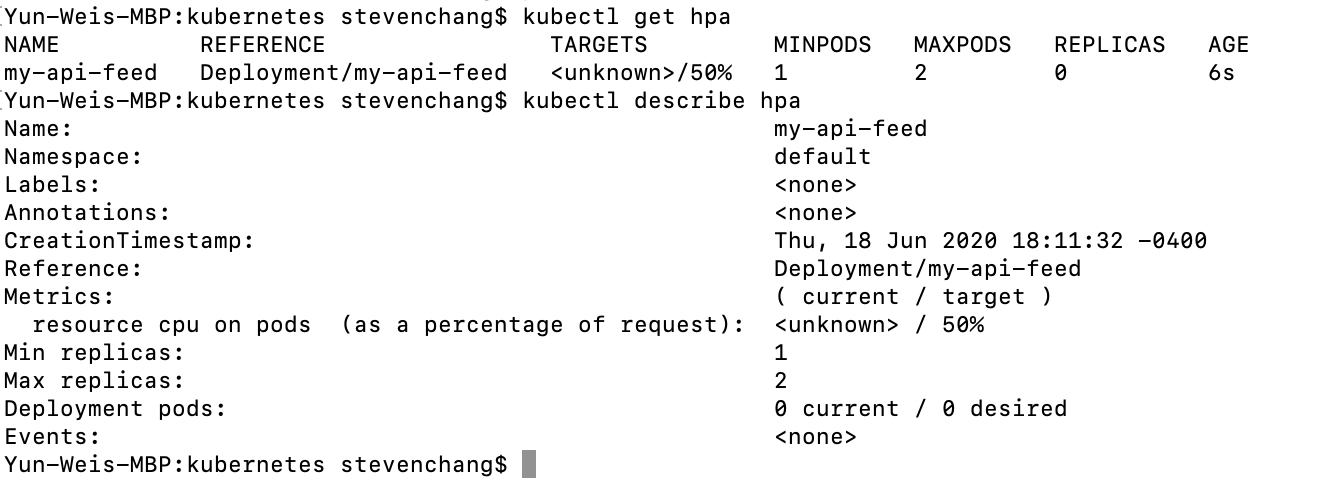 Yun-Weis-MBP:kubernetes stevenchang$ kubectl get hpa
NAME REFERENCE TARGETS MINPODS MAXPODS REPLICAS AGE
my-api-feed Deployment/my-api-feed <unknown>/50% 1 2 0 6s
Yun-Weis-MBP:kubernetes stevenchang$ kubectl describe hpa
Name: my-api-feed
Namespace: default
Labels: <none>
Annotations: <none>
CreationTimestamp: Thu, 18 Jun 2020 18:11:32 -0400
Reference: Deployment/my-api-feed
Metrics: ( current / target )
resource cpu on pods (as a percentage of request): <unknown> / 50%
Min replicas: 1
Max replicas: 2
Deployment pods: 0 current / 0 desired
Events: <none>
Yun-Weis-MBP:kubernetes stevenchang$